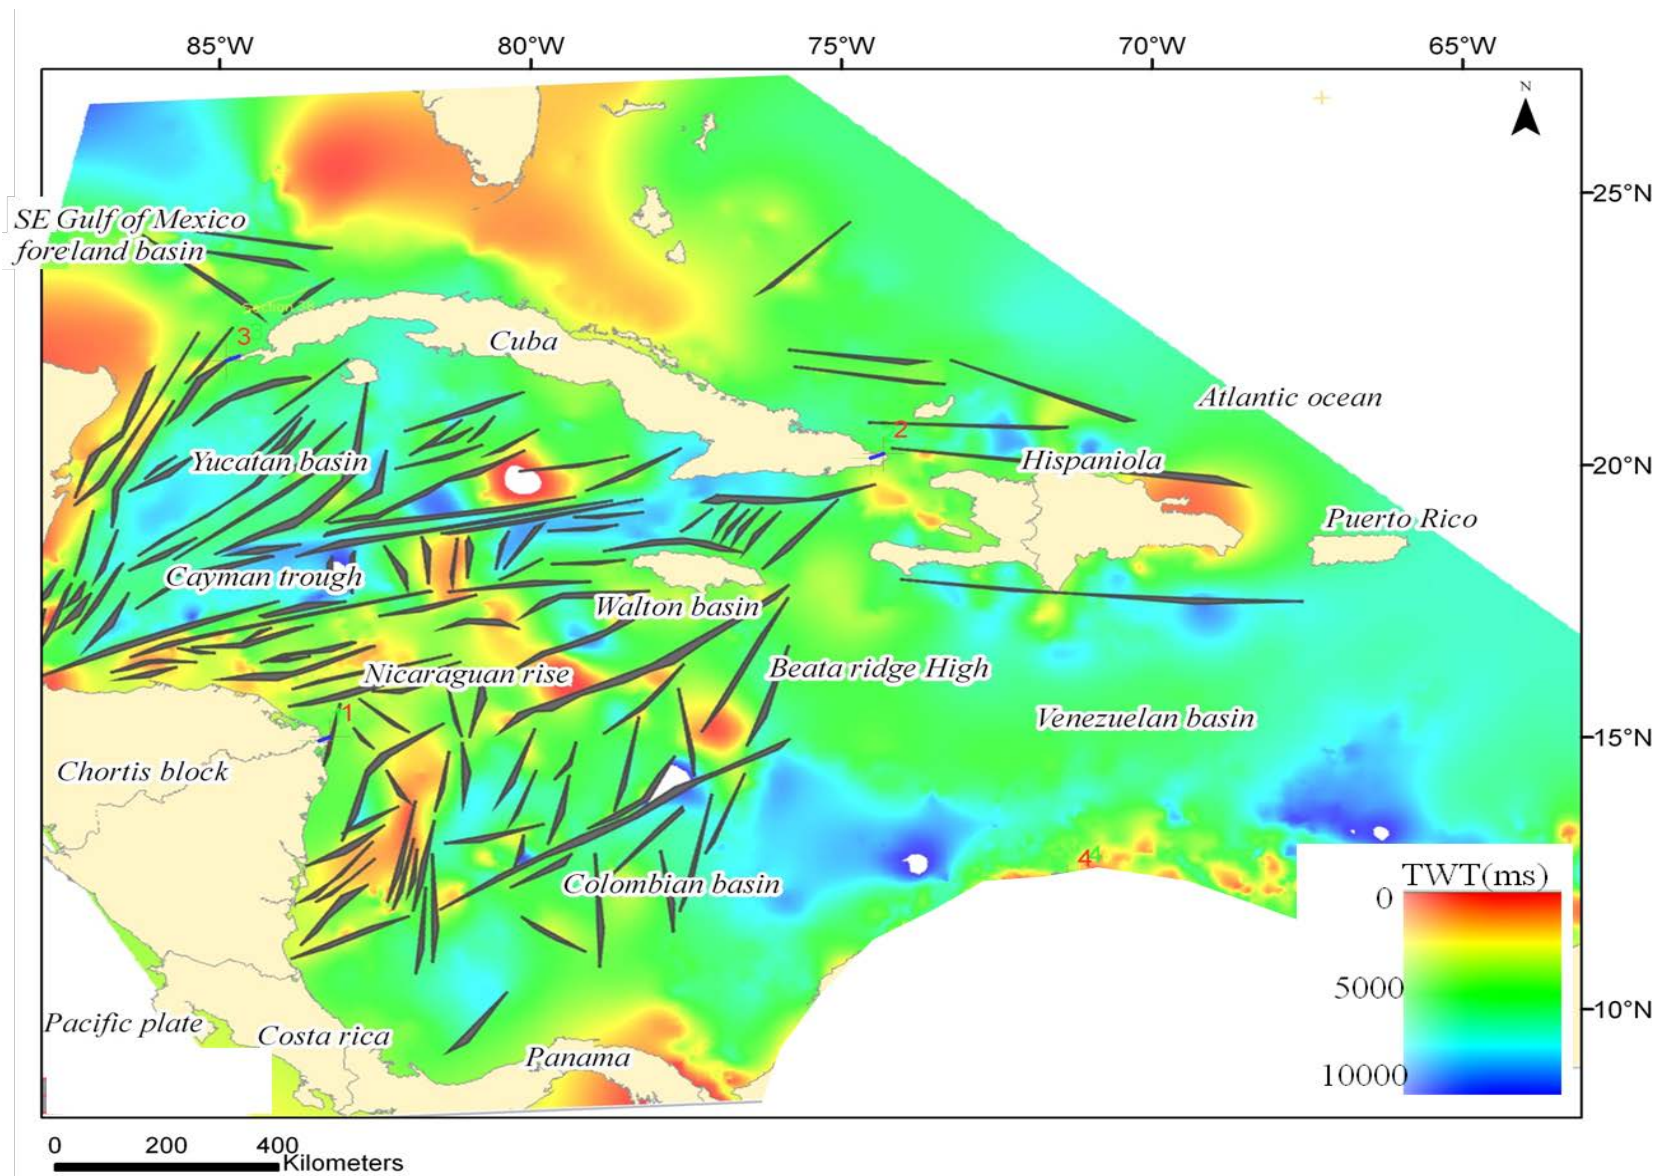 85°W 80°W 75°W 70°W 65°W
N
25°N
SE Gulf of Mexico
foreland basin
3
Cuba
Atlantic ocean
2
20°N
Yucatan basin
Hispaniola
Puerto Rico
Cayman trough
Walton basin
Nicaraguan rise
Beata ridge High
1
Venezuelan basin
15°N
Chortis block
4
4
TWT(ms)
Colombian basin
0
5000
10°N
Pacific plate
Costa rica
Panama
10000
0 200 400
Kilometers